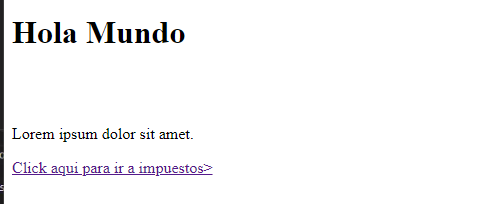 Hola Mundo
Lorem ipsum dolor sit amet.
Click aqui para ir a impuestos>